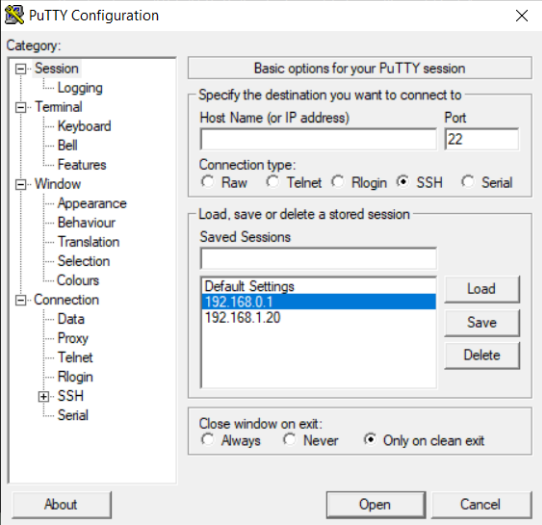 PuTTY Configuration
Category:
Session
Logging
Terminal
Keyboard
Bell
Features
Window
Appearance
Behaviour
Translation
Selection
Colours
Connection
Data
Proxy
Telnet
Rlogin
SSH
Serial
Basic options for your PuTTY session
Specify the destination you want to connect to
Host Name (or IP address) Port
22
Connection type:
Raw Telnet Rlogin SSH Serial
Load, save or delete a stored session
Saved Sessions
Default Settings
192.168.0.1
192.168.1.20
Load
Save
Delete
Close window on exit:
Always Never Only on clean exit
About Open Cancel